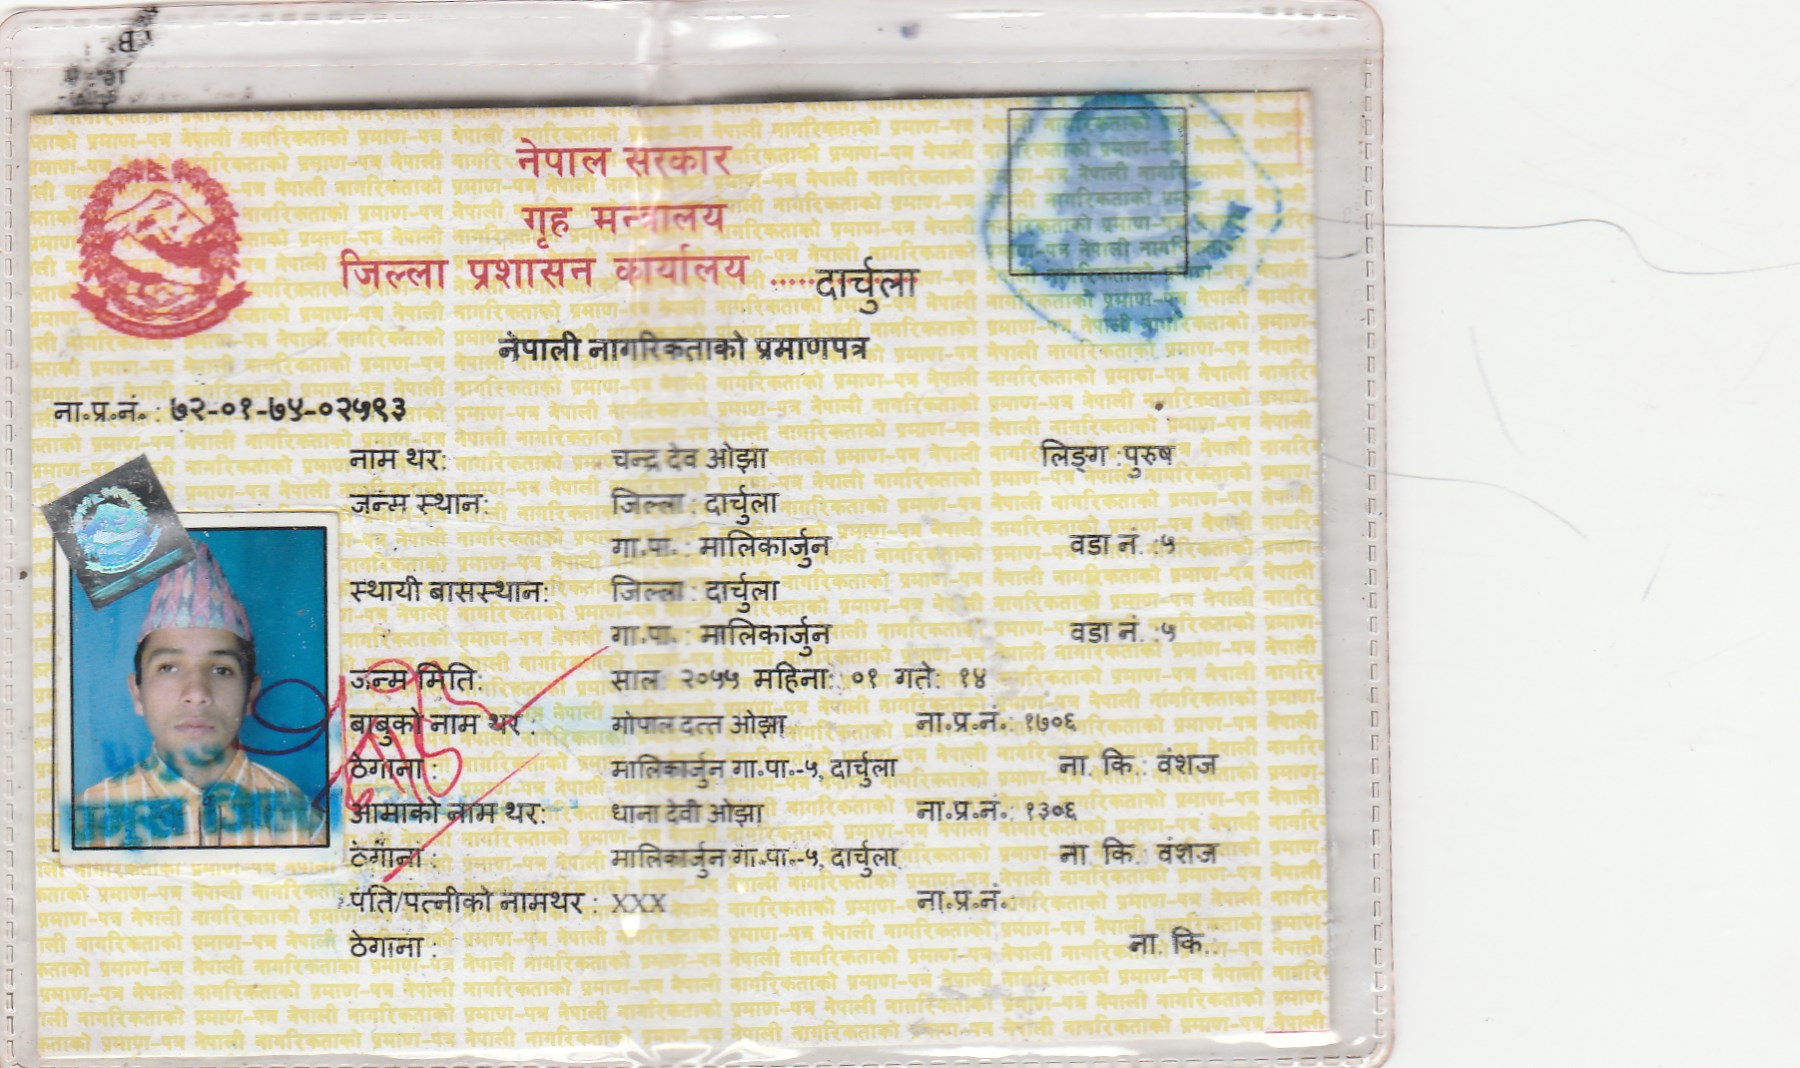 नेपाल सरकार
गृह मन्त्रालय
जिल्ला प्रशासन कार्यालय ......दार्चुला
नेपाली नागरिकताको प्रमाणपत्र
ना.प्र.नं. : ७२-०१-७४-०२५१३
नाम थर: चन्द्र देव ओझा लिङ्ग :पुरुष
जन्म स्थान: जिल्ला : दार्चुला
गा.पा. : मालिकार्जुन वडा नं. :५
स्थायी बासस्थान: जिल्ला : दार्चुला
गा.पा. : मालिकार्जुन वडा नं. :५
जन्म मिति: साल: २०५५ महिना: ०१ गते: १४
बाबुको नाम थर : गोपाल दत्त ओझा ना.प्र.नं.: १७०६
ठेगाना : मालिकार्जुन गा.पा.-५, दार्चुला ना. कि.: वंशज
आमाको नाम थर: धाना देवी ओझा ना.प्र.नं.: १३०६
ठेगाना : मालिकार्जुन गा.पा.-५, दार्चुला ना. कि.: वंशज
पति/पत्नीको नामथर : XXX ना.प्र.नं.:
ठेगाना : ना. कि.:
प्रमुख जिल्ला